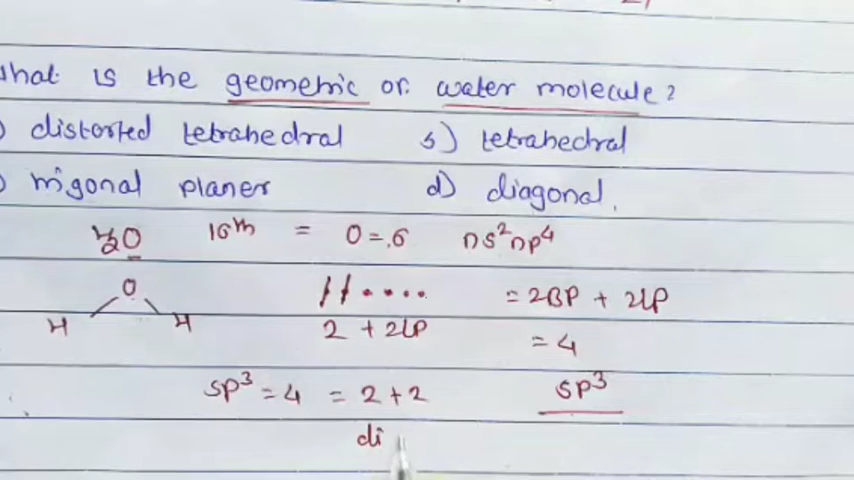 what is the geometric or water molecule?
) distorted tetrahedral s) tetrahedral
) trigonal planer d) diagonal.
H₂O 16th = O = 6 ns²np⁴
O // .... = 2BP + 2LP
H H 2 + 2LP = 4
sp³ = 4 = 2 + 2 sp³
di